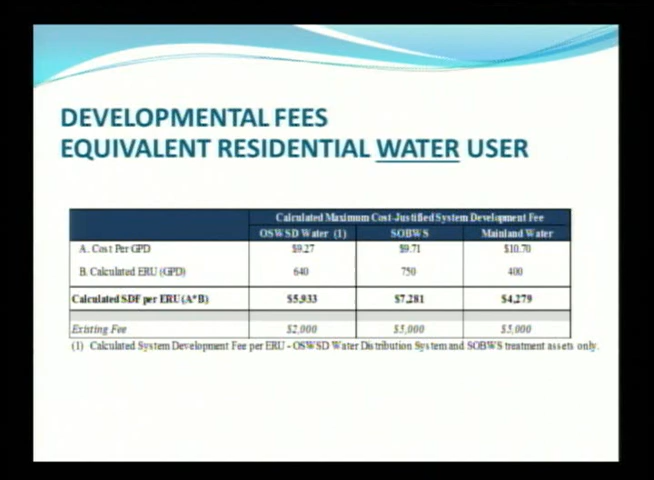 DEVELOPMENTAL FEES
EQUIVALENT RESIDENTIAL WATER USER
Calculated Maximum Cost-Justified System Development Fee
OSWSD Water (1) SOBWS Mainland Water
A. Cost Per GPD $9.27 $9.71 $10.70
B. Calculated ERU (GPD) 640 750 400
Calculated SDF per ERU (A*B) $5,933 $7,281 $4,279
Existing Fee $2,000 $5,000 $5,000
(1) Calculated System Development Fee per ERU - OSWSD Water Distribution System and SOBWS treatment assets only.